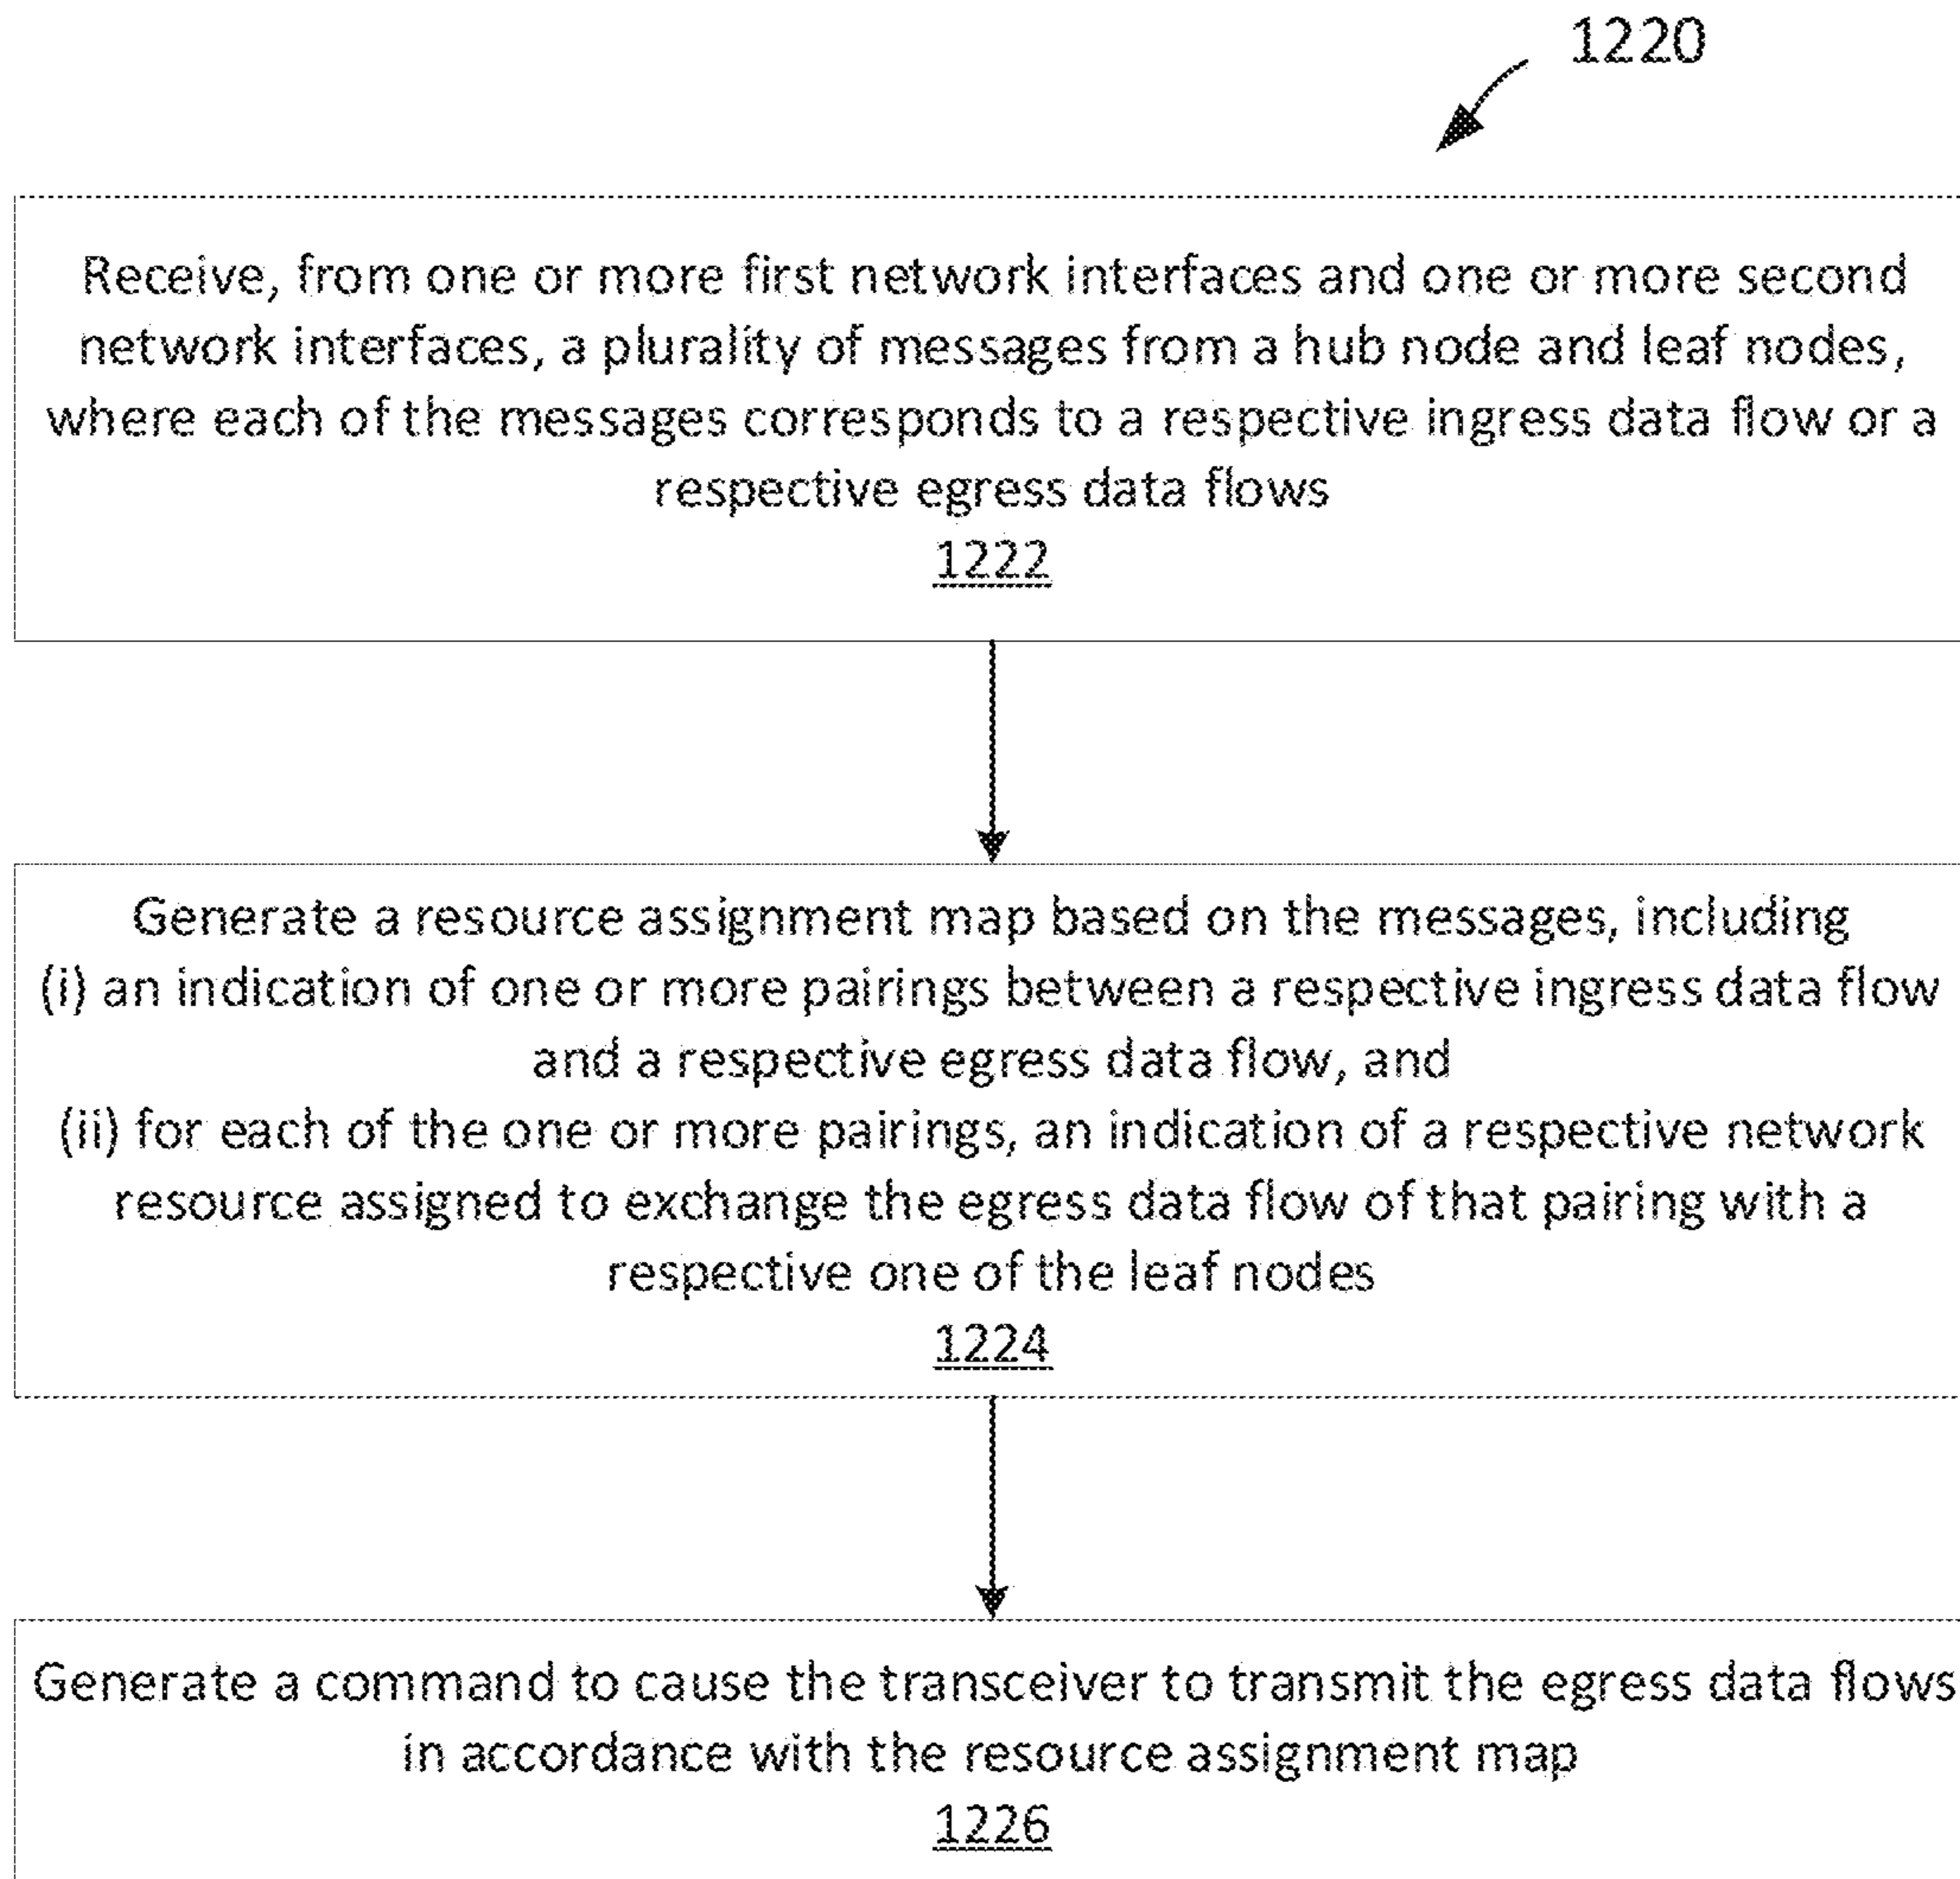 1220
Receive, from one or more first network interfaces and one or more second
network interfaces, a plurality of messages from a hub node and leaf nodes,
where each of the messages corresponds to a respective ingress data flow or a
respective egress data flows
1222
Generate a resource assignment map based on the messages, including
(i) an indication of one or more pairings between a respective ingress data flow
and a respective egress data flow, and
(ii) for each of the one or more pairings, an indication of a respective network
resource assigned to exchange the egress data flow of that pairing with a
respective one of the leaf nodes
1224
Generate a command to cause the transceiver to transmit the egress data flows
in accordance with the resource assignment map
1226